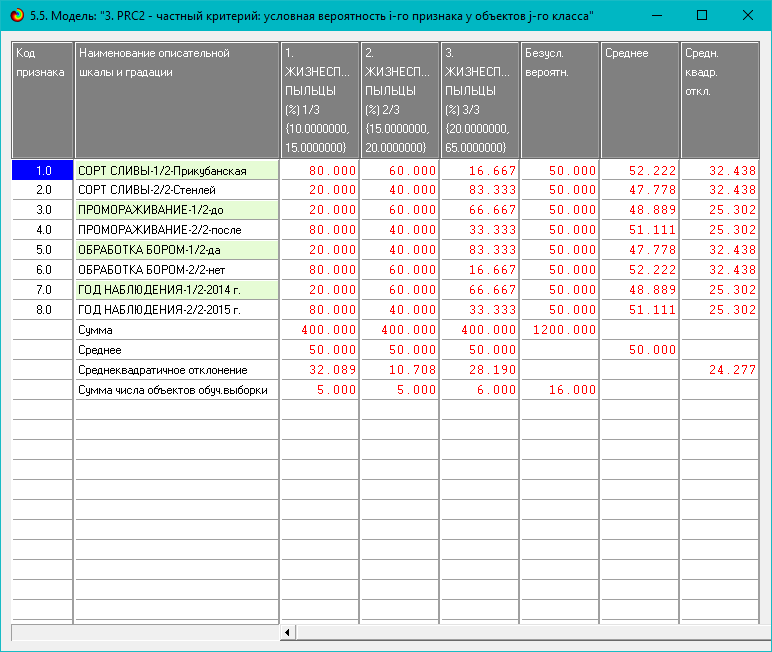 5.5. Модель: "3. PRC2 - частный критерий: условная вероятность i-го признака у объектов j-го класса"
Код признака
Наименование описательной шкалы и градации
1. ЖИЗНЕСП... ПЫЛЬЦЫ (%) 1/3 {10.0000000, 15.0000000}
2. ЖИЗНЕСП... ПЫЛЬЦЫ (%) 2/3 {15.0000000, 20.0000000}
3. ЖИЗНЕСП... ПЫЛЬЦЫ (%) 3/3 {20.0000000, 65.0000000}
Безусл. вероятн.
Среднее
Средн. квадр. откл.
1.0 СОРТ СЛИВЫ-1/2-Прикубанская 80.000 60.000 16.667 50.000 52.222 32.438
2.0 СОРТ СЛИВЫ-2/2-Стенлей 20.000 40.000 83.333 50.000 47.778 32.438
3.0 ПРОМОРАЖИВАНИЕ-1/2-до 20.000 60.000 66.667 50.000 48.889 25.302
4.0 ПРОМОРАЖИВАНИЕ-2/2-после 80.000 40.000 33.333 50.000 51.111 25.302
5.0 ОБРАБОТКА БОРОМ-1/2-да 20.000 40.000 83.333 50.000 47.778 32.438
6.0 ОБРАБОТКА БОРОМ-2/2-нет 80.000 60.000 16.667 50.000 52.222 32.438
7.0 ГОД НАБЛЮДЕНИЯ-1/2-2014 г. 20.000 60.000 66.667 50.000 48.889 25.302
8.0 ГОД НАБЛЮДЕНИЯ-2/2-2015 г. 80.000 40.000 33.333 50.000 51.111 25.302
Сумма 400.000 400.000 400.000 1200.000
Среднее 50.000 50.000 50.000 50.000
Среднеквадратичное отклонение 32.089 10.708 28.190 24.277
Сумма числа объектов обуч.выборки 5.000 5.000 6.000 16.000